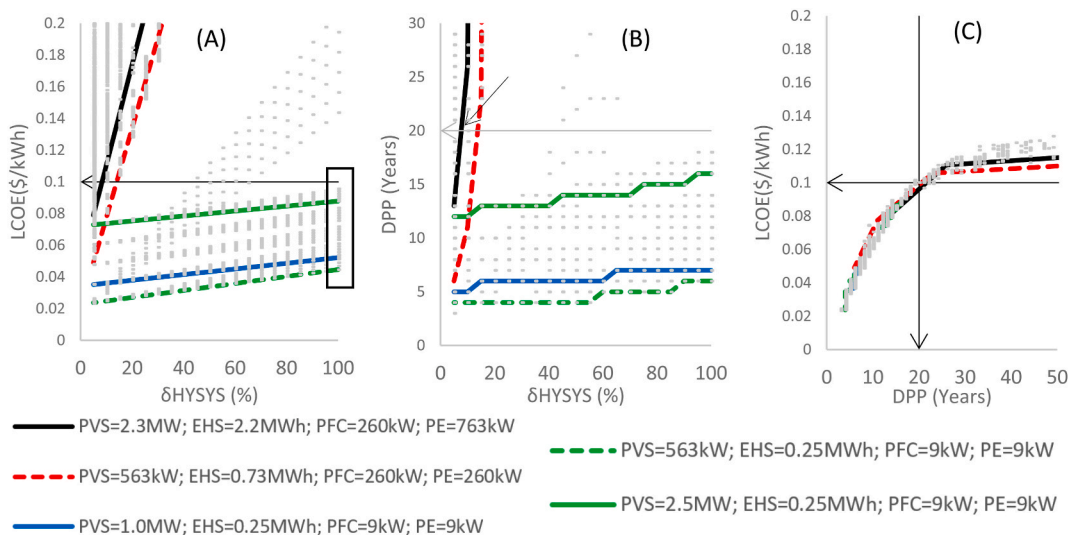 (A)
LCOE($/kWh)
0.2
0.18
0.16
0.14
0.12
0.1
0.08
0.06
0.04
0.02
0
0 20 40 60 80 100
δHYSYS (%)
(B)
DPP (Years)
30
25
20
15
10
5
0
0 20 40 60 80 100
δHYSYS (%)
(C)
LCOE($/kWh)
0.2
0.18
0.16
0.14
0.12
0.1
0.08
0.06
0.04
0.02
0
0 10 20 30 40 50
DPP (Years)
PVS=2.3MW; EHS=2.2MWh; PFC=260kW; PE=763kW
PVS=563kW; EHS=0.73MWh; PFC=260kW; PE=260kW
PVS=1.0MW; EHS=0.25MWh; PFC=9kW; PE=9kW
PVS=563kW; EHS=0.25MWh; PFC=9kW; PE=9kW
PVS=2.5MW; EHS=0.25MWh; PFC=9kW; PE=9kW